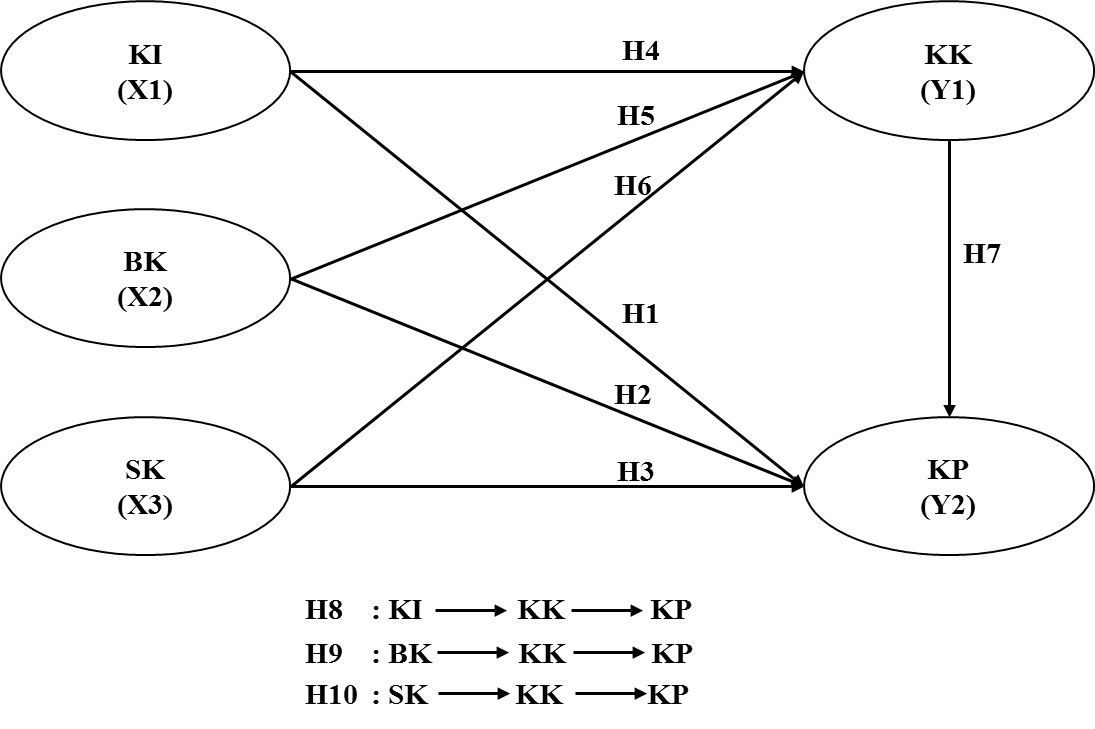 KI
(X1)
H4
KK
(Y1)
H5
H6
BK
(X2)
H7
H1
H2
SK
(X3)
H3
KP
(Y2)
H8 : KI KK KP
H9 : BK KK KP
H10 : SK KK KP